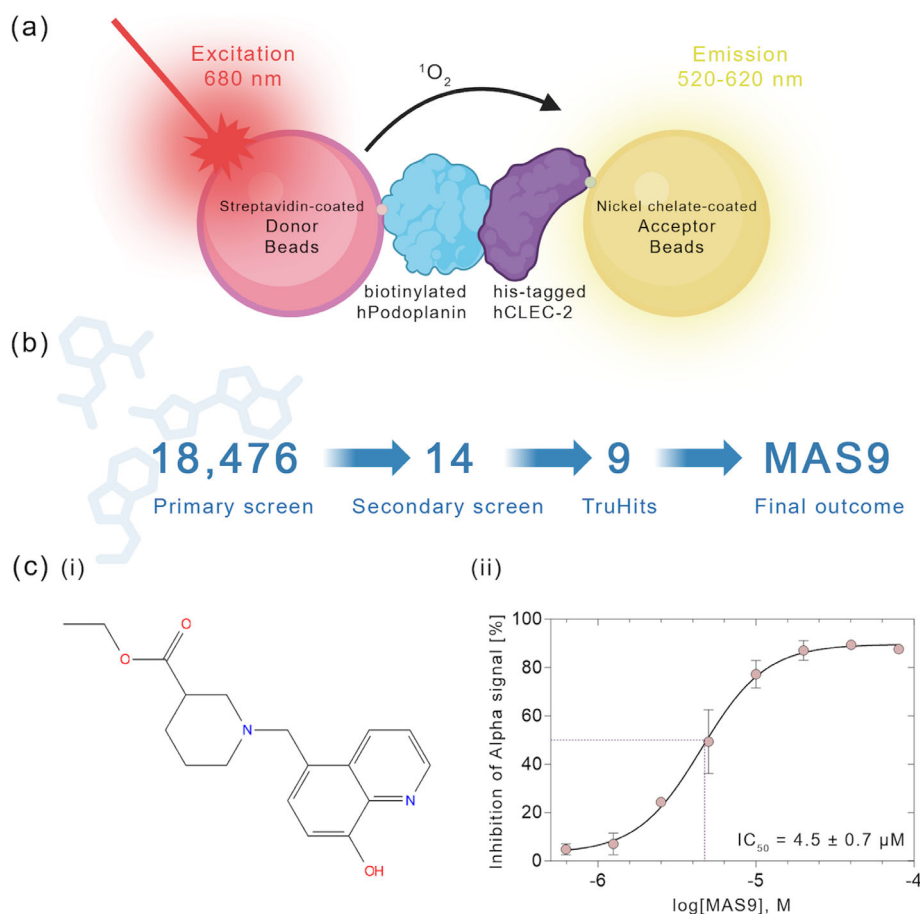 (a)
Excitation
680 nm
¹O₂
Emission
520-620 nm
Streptavidin-coated
Donor
Beads
Nickel chelate-coated
Acceptor
Beads
biotinylated
hPodoplanin
his-tagged
hCLEC-2
(b)
18,476
14
9
MAS9
Primary screen
Secondary screen
TruHits
Final outcome
(c) (i)
(ii)
O
O
N
N
OH
Inhibition of Alpha signal [%]
100
80
60
40
20
0
IC₅₀ = 4.5 ± 0.7 µM
-6
-5
-4
log[MAS9], M